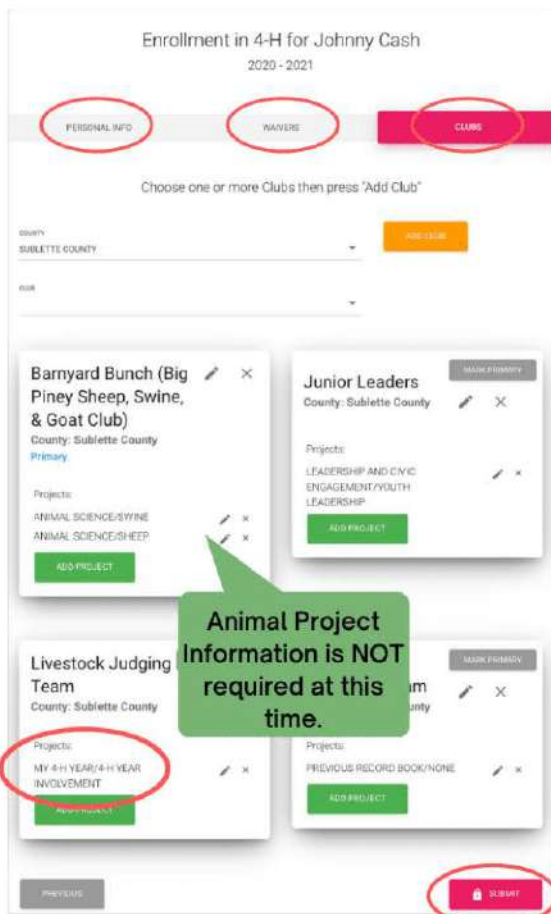 Enrollment in 4-H for Johnny Cash
2020 - 2021
PERSONAL INFO
WAIVERS
CLUBS
Choose one or more Clubs then press "Add Club"
COUNTY
SUBLETTE COUNTY
ADD CLUB
CLUB
Barnyard Bunch (Big
Piney Sheep, Swine,
& Goat Club)
County: Sublette County
Primary
Projects:
ANIMAL SCIENCE/SWINE
ANIMAL SCIENCE/SHEEP
ADD PROJECT
MARK PRIMARY
Junior Leaders
County: Sublette County
Projects:
LEADERSHIP AND CIVIC
ENGAGEMENT/YOUTH
LEADERSHIP
ADD PROJECT
Animal Project
Information is NOT
required at this
time.
Livestock Judging
Team
County: Sublette County
Projects:
MY 4-H YEAR/4-H YEAR
INVOLVEMENT
ADD PROJECT
MARK PRIMARY
Projects:
PREVIOUS RECORD BOOK/NONE
ADD PROJECT
PREVIOUS
SUBMIT